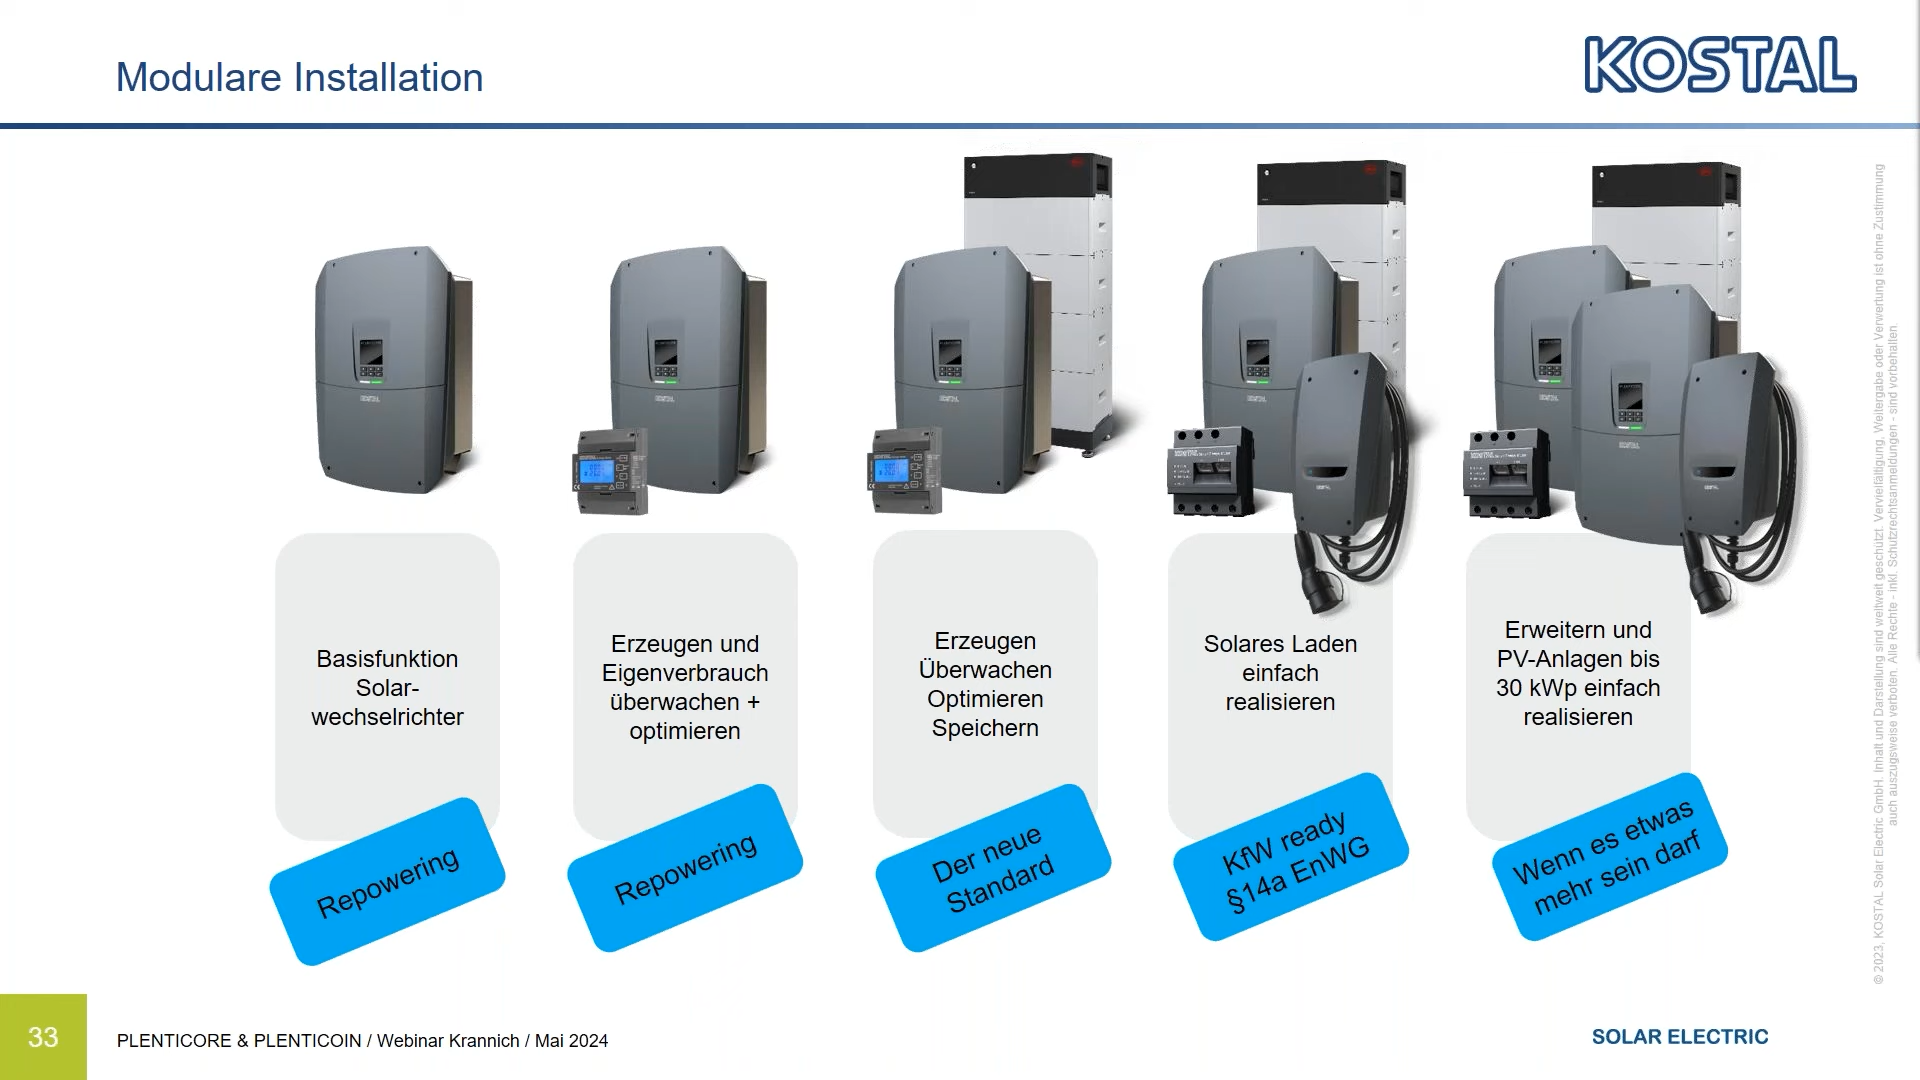 Modulare Installation
KOSTAL
Basisfunktion
Solar-
wechselrichter
Repowering
Erzeugen und
Eigenverbrauch
überwachen +
optimieren
Repowering
Erzeugen
Überwachen
Optimieren
Speichern
Der neue
Standard
Solares Laden
einfach
realisieren
KfW ready
§14a EnWG
Erweitern und
PV-Anlagen bis
30 kWp einfach
realisieren
Wenn es etwas
mehr sein darf
© 2023, KOSTAL Solar Electric GmbH. Inhalt und Darstellung sind weltweit geschützt. Vervielfältigung, Weitergabe oder Verwertung ist ohne Zustimmung
auch auszugsweise verboten. Alle Rechte - inkl. Schutzrechtsanmeldungen - sind vorbehalten
33
PLENTICORE & PLENTICOIN / Webinar Krannich / Mai 2024
SOLAR ELECTRIC